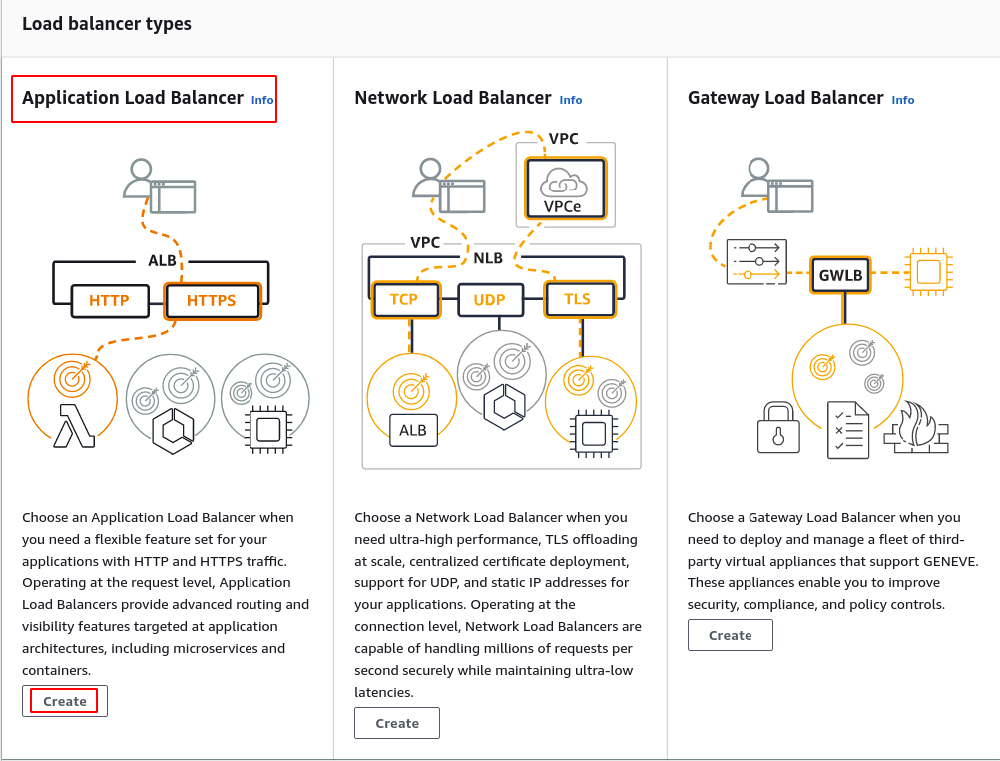 Load balancer types
Application Load Balancer Info
ALB
HTTP HTTPS
Choose an Application Load Balancer when
you need a flexible feature set for your
applications with HTTP and HTTPS traffic.
Operating at the request level, Application
Load Balancers provide advanced routing and
visibility features targeted at application
architectures, including microservices and
containers.
Create
Network Load Balancer Info
VPC
VPCe
VPC
NLB
TCP UDP TLS
ALB
Choose a Network Load Balancer when you
need ultra-high performance, TLS offloading
at scale, centralized certificate deployment,
support for UDP, and static IP addresses for
your applications. Operating at the
connection level, Network Load Balancers are
capable of handling millions of requests per
second securely while maintaining ultra-low
latencies.
Create
Gateway Load Balancer Info
GWLB
Choose a Gateway Load Balancer when you
need to deploy and manage a fleet of third-
party virtual appliances that support GENEVE.
These appliances enable you to improve
security, compliance, and policy controls.
Create